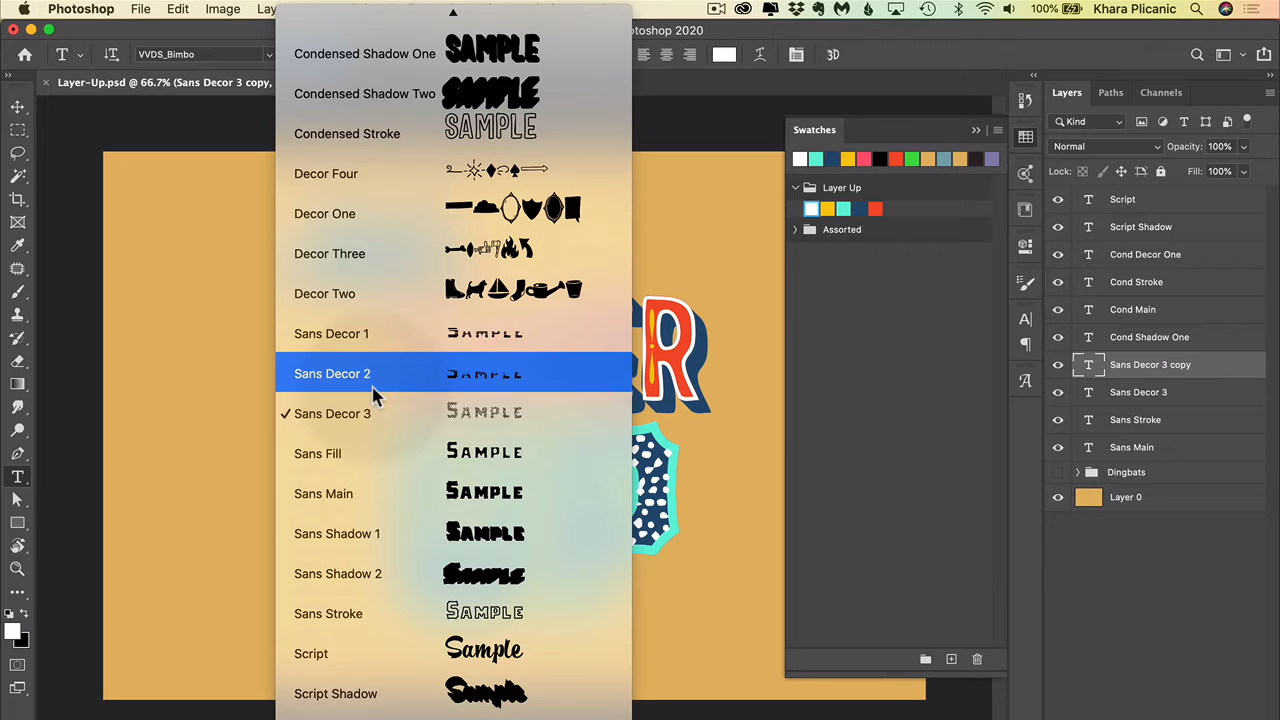 Photoshop File Edit Image 100% Khara Plicanic
Photoshop 2020
T VVDS_Bimbo 3D
Layer-Up.psd @ 66.7% (Sans Decor 3 copy,
Condensed Shadow One SAMPLE
Condensed Shadow Two SAMPLE
Condensed Stroke SAMPLE
Decor Four
Decor One
Decor Three
Decor Two
Sans Decor 1 SAMPLE
Sans Decor 2 SAMPLE
✓ Sans Decor 3 SAMPLE
Sans Fill SAMPLE
Sans Main SAMPLE
Sans Shadow 1 SAMPLE
Sans Shadow 2 SAMPLE
Sans Stroke SAMPLE
Script Sample
Script Shadow Sample
ER
Swatches
Layer Up
Assorted
Layers Paths Channels
Kind
Normal Opacity: 100%
Lock: Fill: 100%
T Script
T Script Shadow
T Cond Decor One
T Cond Stroke
T Cond Main
T Cond Shadow One
T Sans Decor 3 copy
T Sans Decor 3
T Sans Stroke
T Sans Main
Dingbats
Layer 0